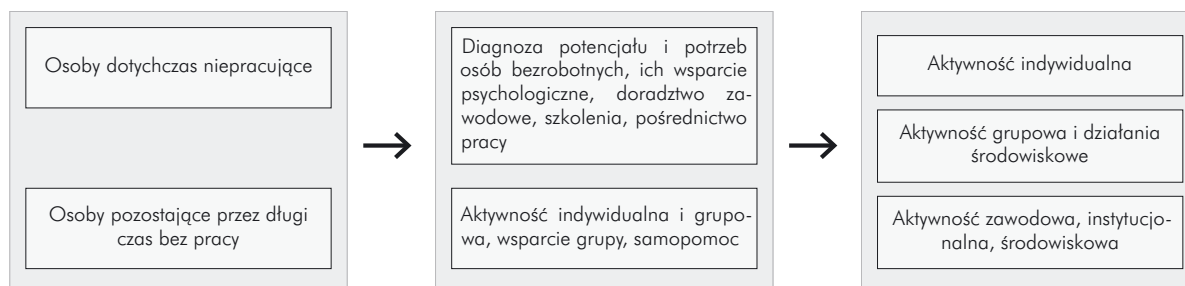 Osoby dotychczas niepracujące
Osoby pozostające przez długi
czas bez pracy
Diagnoza potencjału i potrzeb
osób bezrobotnych, ich wsparcie
psychologiczne, doradztwo za-
wodowe, szkolenia, pośrednictwo
pracy
Aktywność indywidualna i grupo-
wa, wsparcie grupy, samopomoc
Aktywność indywidualna
Aktywność grupowa i działania
środowiskowe
Aktywność zawodowa, instytucjo-
nalna, środowiskowa